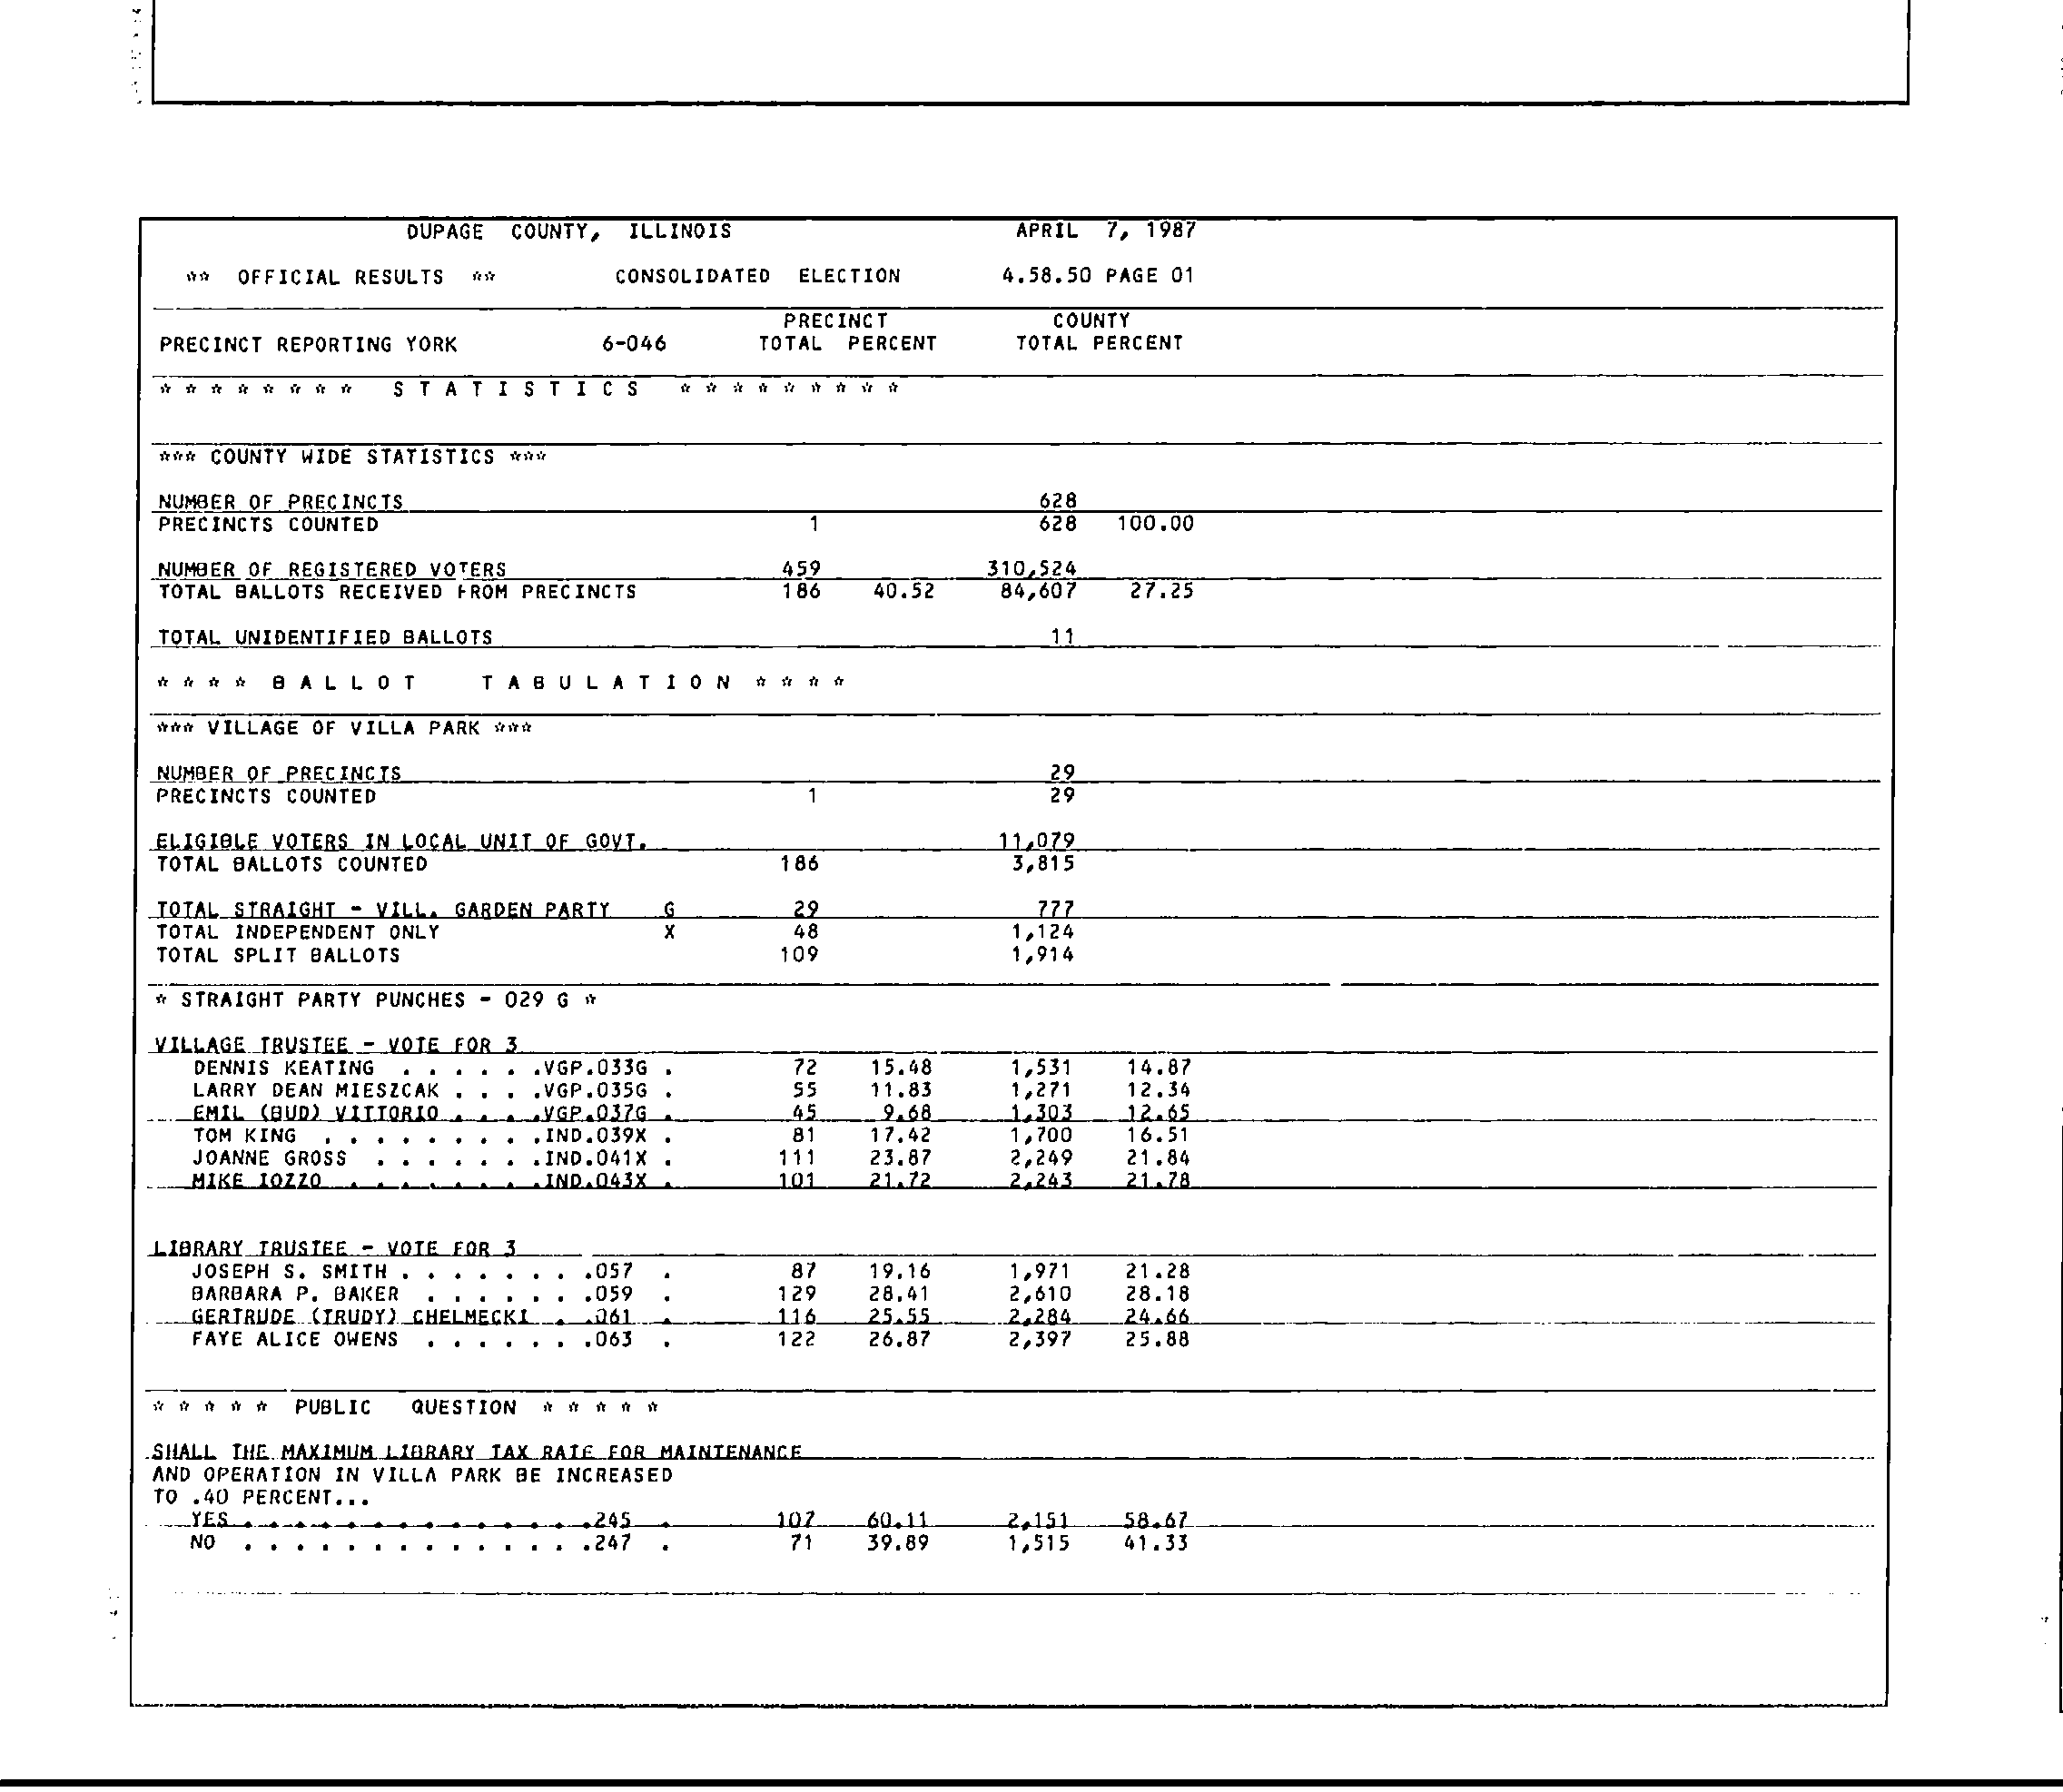 DUPAGE COUNTY, ILLINOIS APRIL 7, 1987
** OFFICIAL RESULTS ** CONSOLIDATED ELECTION 4.58.50 PAGE 01
PRECINCT COUNTY
PRECINCT REPORTING YORK 6-046 TOTAL PERCENT TOTAL PERCENT
* * * * * * * * S T A T I S T I C S * * * * * * * * *
*** COUNTY WIDE STATISTICS ***
NUMBER OF PRECINCTS 628
PRECINCTS COUNTED 1 628 100.00
NUMBER OF REGISTERED VOTERS 459 310,524
TOTAL BALLOTS RECEIVED FROM PRECINCTS 186 40.52 84,607 27.25
TOTAL UNIDENTIFIED BALLOTS 11
* * * * B A L L O T T A B U L A T I O N * * * *
*** VILLAGE OF VILLA PARK ***
NUMBER OF PRECINCTS 29
PRECINCTS COUNTED 1 29
ELIGIBLE VOTERS IN LOCAL UNIT OF GOVT. 11,079
TOTAL BALLOTS COUNTED 186 3,815
TOTAL STRAIGHT - VILL. GARDEN PARTY G 29 777
TOTAL INDEPENDENT ONLY X 48 1,124
TOTAL SPLIT BALLOTS 109 1,914
* STRAIGHT PARTY PUNCHES - 029 G *
VILLAGE TRUSTEE - VOTE FOR 3
DENNIS KEATING . . . . . .VGP.033G . 72 15.48 1,531 14.87
LARRY DEAN MIESZCAK . . . .VGP.035G . 55 11.83 1,271 12.34
EMIL (BUD) VITTORIO . . . .VGP.037G . 45 9.68 1,303 12.65
TOM KING . . . . . . . . .IND.039X . 81 17.42 1,700 16.51
JOANNE GROSS . . . . . . .IND.041X . 111 23.87 2,249 21.84
MIKE IOZZO . . . . . . . .IND.043X . 101 21.72 2,243 21.78
LIBRARY TRUSTEE - VOTE FOR 3
JOSEPH S. SMITH . . . . . . . .057 . 87 19.16 1,971 21.28
BARBARA P. BAKER . . . . . . .059 . 129 28.41 2,610 28.18
GERTRUDE (TRUDY) CHELMECKI . .061 . 116 25.55 2,284 24.66
FAYE ALICE OWENS . . . . . . .063 . 122 26.87 2,397 25.88
* * * * * PUBLIC QUESTION * * * * *
SHALL THE MAXIMUM LIBRARY TAX RATE FOR MAINTENANCE
AND OPERATION IN VILLA PARK BE INCREASED
TO .40 PERCENT...
YES . . . . . . . . . . . . . .245 . 107 60.11 2,151 58.67
NO . . . . . . . . . . . . . .247 . 71 39.89 1,515 41.33